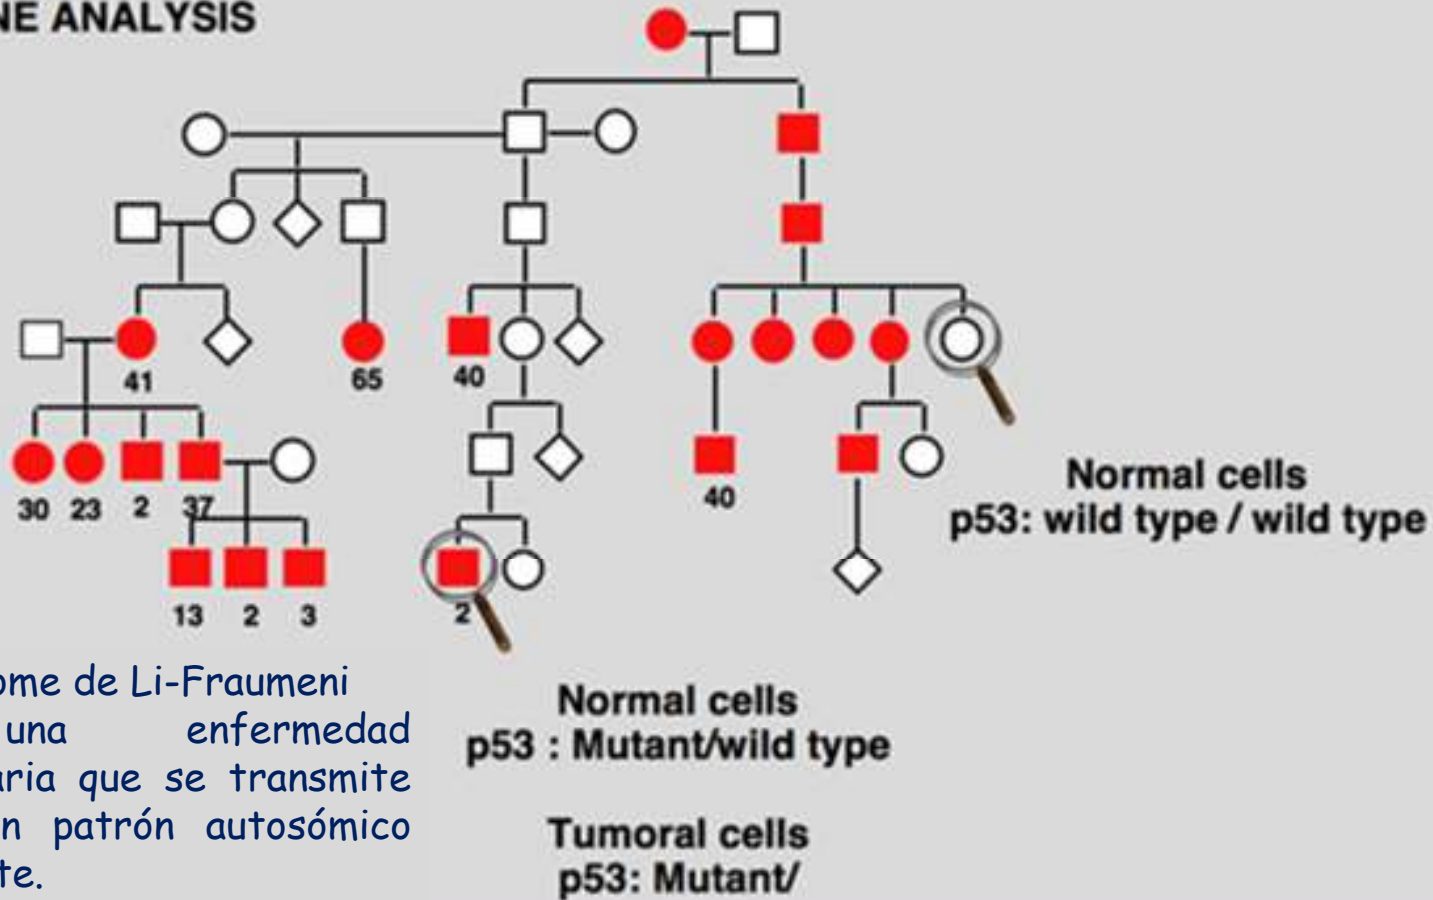 NE ANALYSIS
41
65
40
30 23 2 37
40
13 2 3
2
Normal cells
p53: wild type / wild type
Normal cells
p53 : Mutant/wild type
Tumoral cells
p53: Mutant/
ome de Li-Fraumeni
una enfermedad
aria que se transmite
n patrón autosómico
te.